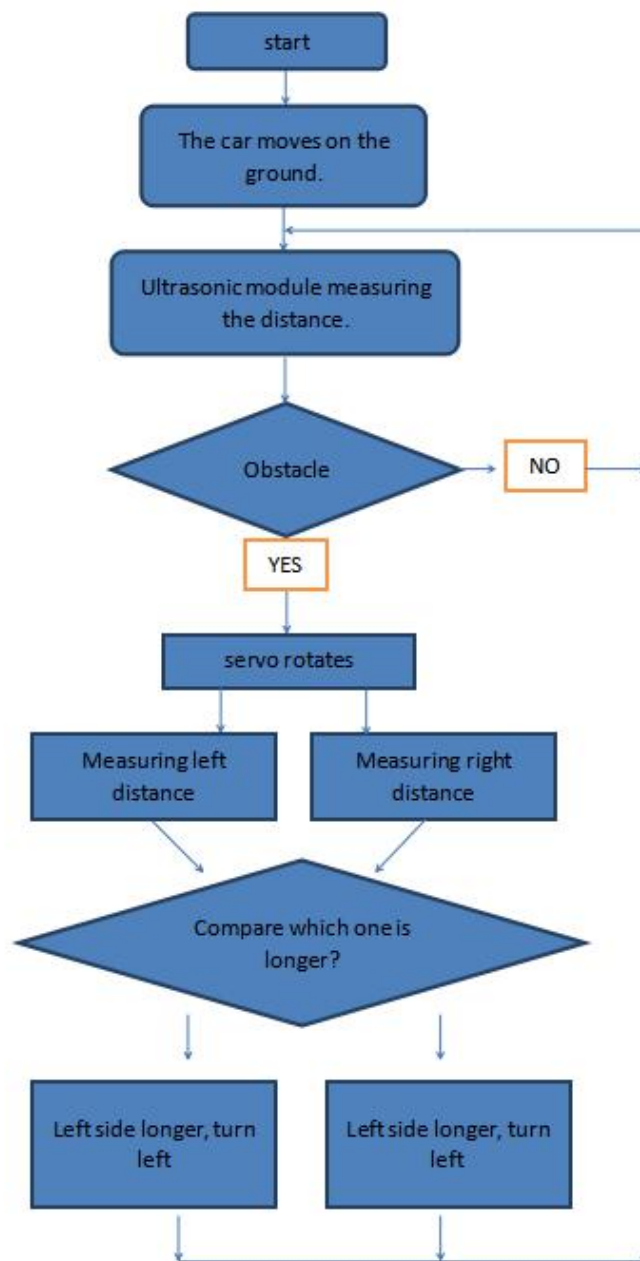 start
The car moves on the
ground.
Ultrasonic module measuring
the distance.
Obstacle
NO
YES
servo rotates
Measuring left
distance
Measuring right
distance
Compare which one is
longer?
Left side longer, turn
left
Left side longer, turn
left